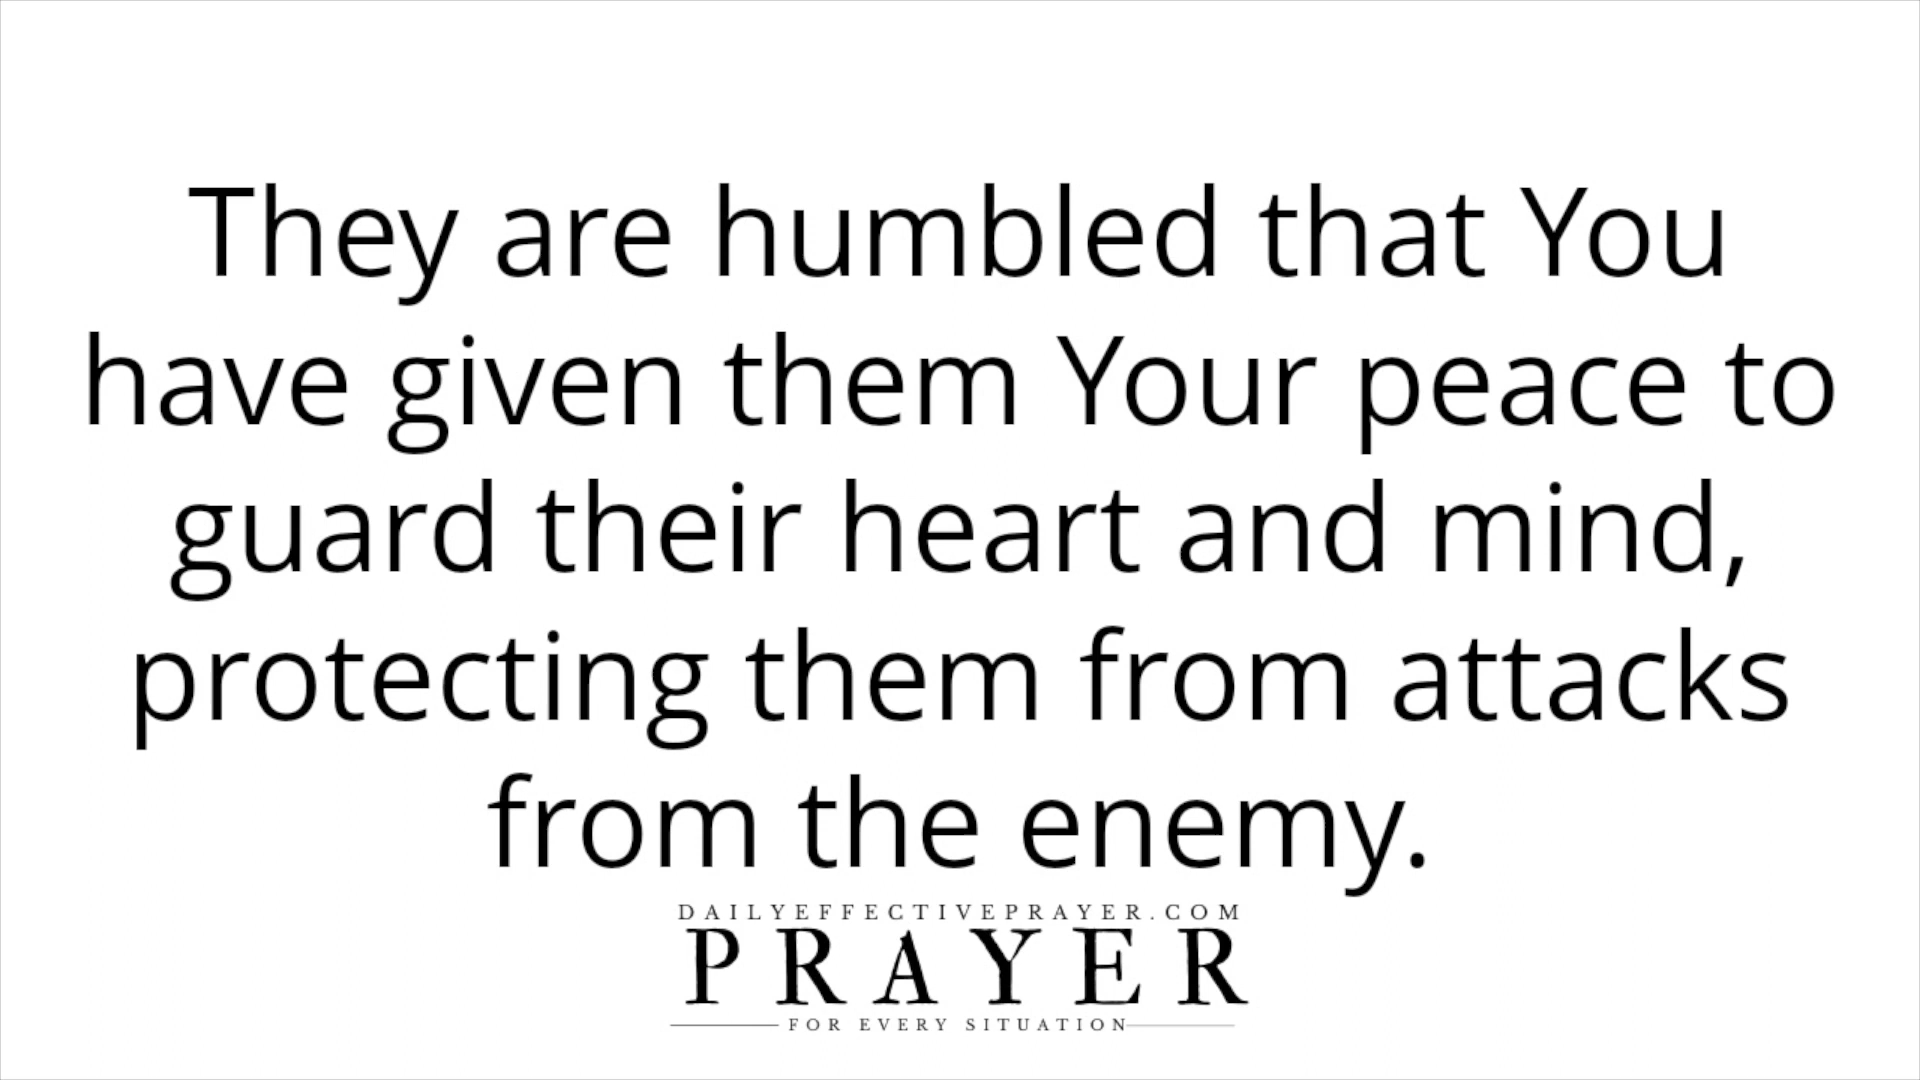 They are humbled that You
have given them Your peace to
guard their heart and mind,
protecting them from attacks
from the enemy.
DAILYEFFECTIVEPRAYER.COM
PRAYER
FOR EVERY SITUATION